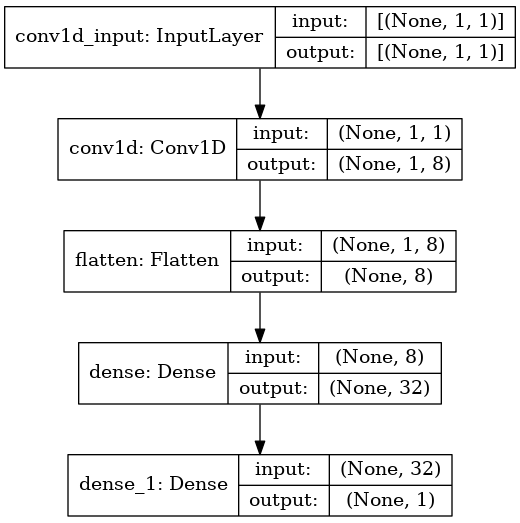 conv1d_input: InputLayer input: [(None, 1, 1)]
output: [(None, 1, 1)]
conv1d: Conv1D input: (None, 1, 1)
output: (None, 1, 8)
flatten: Flatten input: (None, 1, 8)
output: (None, 8)
dense: Dense input: (None, 8)
output: (None, 32)
dense_1: Dense input: (None, 32)
output: (None, 1)